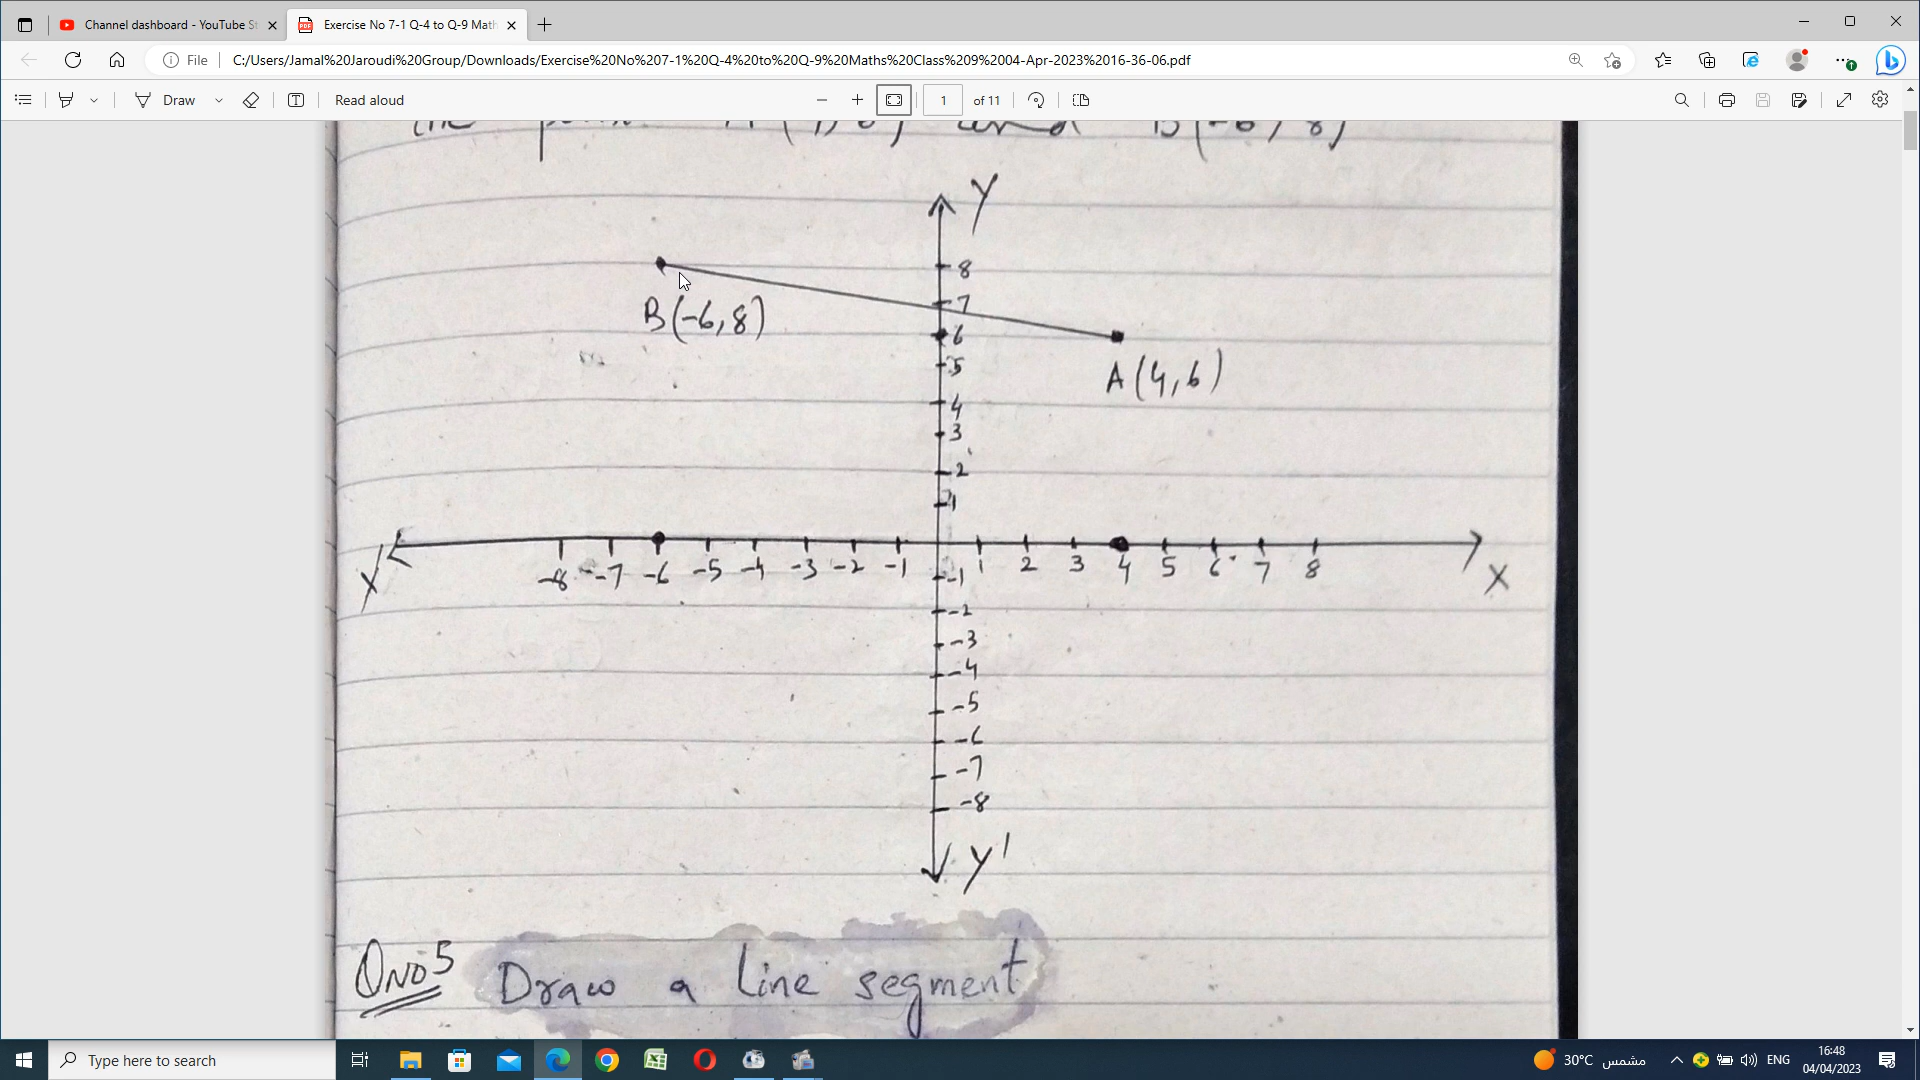 Channel dashboard - YouTube St
Exercise No 7-1 Q-4 to Q-9 Math
File
C:/Users/Jamal%20Jaroudi%20Group/Downloads/Exercise%20No%207-1%20Q-4%20to%20Q-9%20Maths%20Class%209%2004-Apr-2023%2016-36-06.pdf
Draw
Read aloud
1 of 11
and
Y
8
7
B(-6,8)
6
5
A(4,6)
4
3
2
1
-8 -7 -6 -5 -4 -3 -2 -1 1 2 3 4 5 6 7 8
X' X
-1
-2
-3
-4
-5
-6
-7
-8
Y'
QNO5 Draw a line segment
Type here to search
30°C مشمس
ENG
16:48
04/04/2023